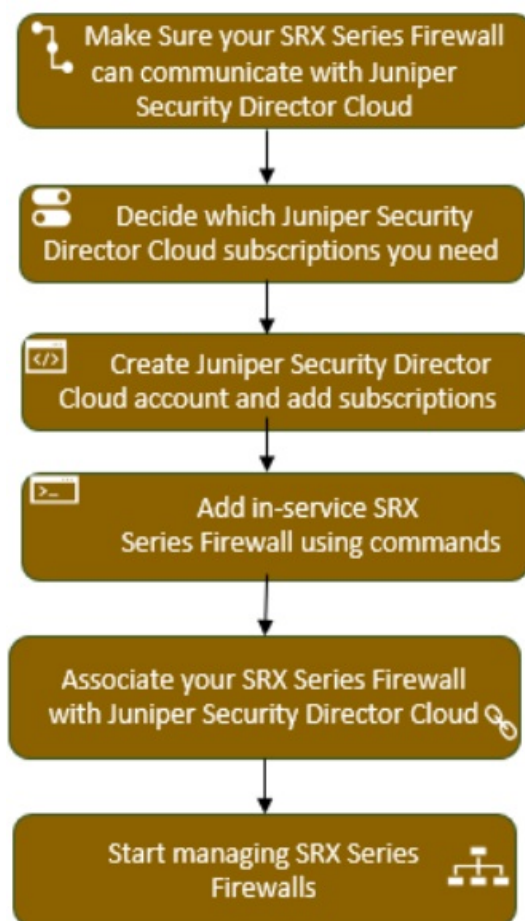 Make Sure your SRX Series Firewall
can communicate with Juniper
Security Director Cloud
Decide which Juniper Security
Director Cloud subscriptions you need
</>
Create Juniper Security Director
Cloud account and add subscriptions
>_
Add in-service SRX
Series Firewall using commands
Associate your SRX Series Firewall
with Juniper Security Director Cloud
Start managing SRX Series
Firewalls